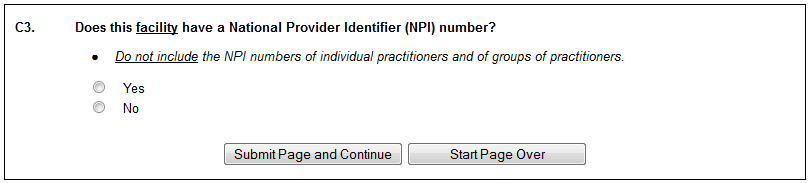 C3. Does this facility have a National Provider Identifier (NPI) number?
• Do not include the NPI numbers of individual practitioners and of groups of practitioners.
Yes
No
Submit Page and Continue Start Page Over